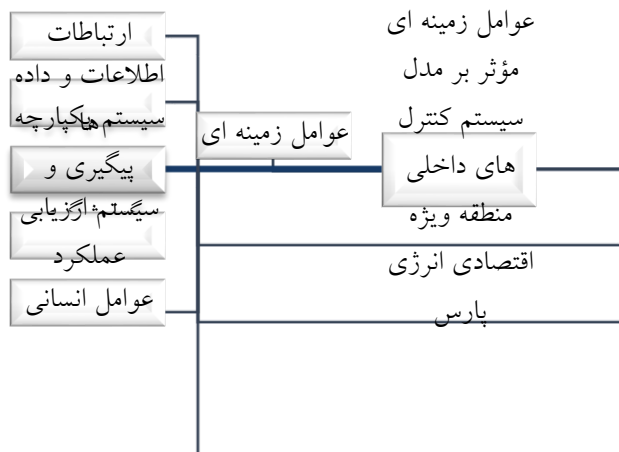 عوامل زمینه ای
مؤثر بر مدل
سیستم کنترل
های داخلی
منطقه ویژه
اقتصادی انرژی
پارس
عوامل زمینه ای
ارتباطات
اطلاعات و داده
ها
سیستم یکپارچه
پیگیری و
سیستم ارزیابی
عملکرد
عوامل انسانی